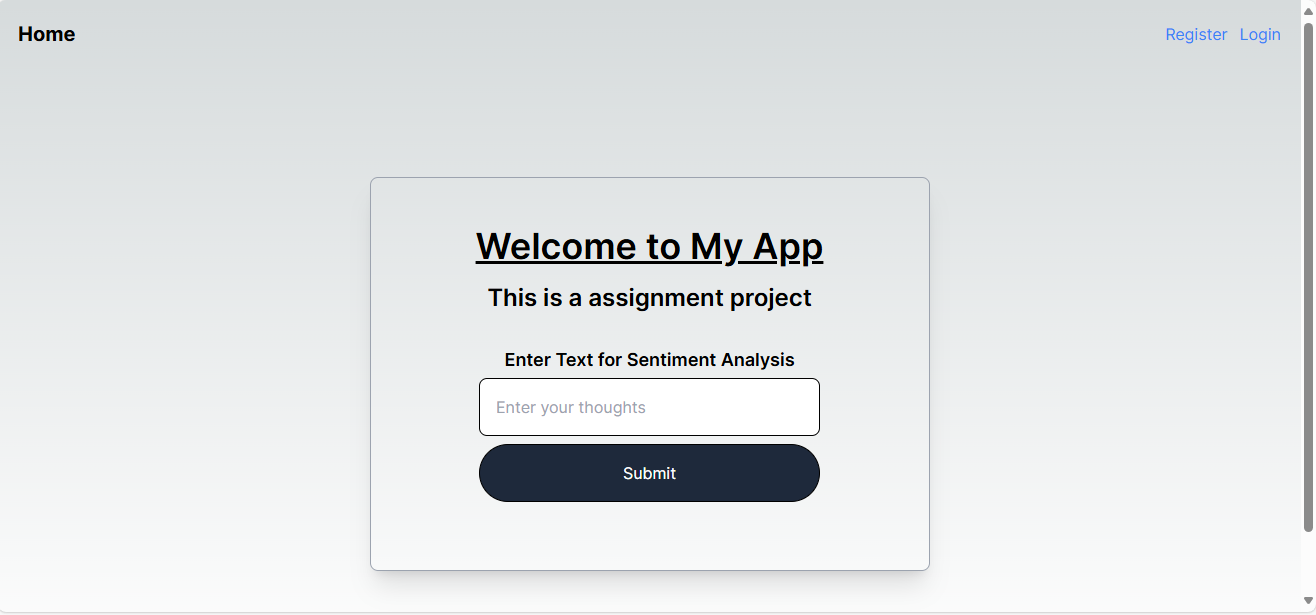 Home
Register Login
Welcome to My App
This is a assignment project
Enter Text for Sentiment Analysis
Enter your thoughts
Submit